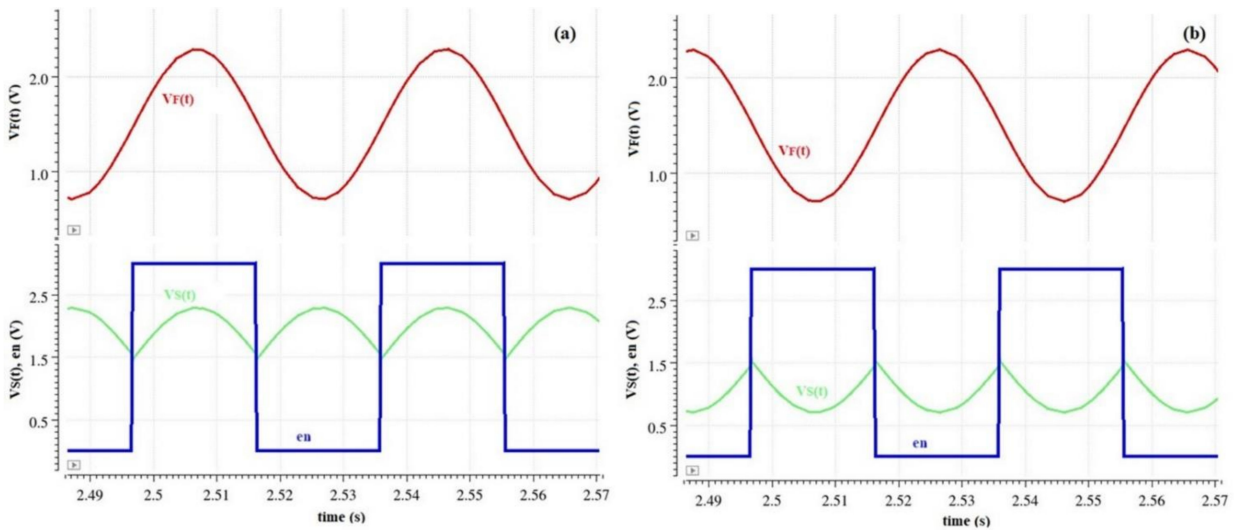 (a)
VF(t) (V)
2.0
1.0
VF(t)
VS(t), en (V)
2.5
1.5
0.5
VS(t)
en
2.49 2.5 2.51 2.52 2.53 2.54 2.55 2.56 2.57
time (s)
(b)
VF(t) (V)
2.0
1.0
VF(t)
VS(t), en (V)
2.5
1.5
0.5
VS(t)
en
2.49 2.5 2.51 2.52 2.53 2.54 2.55 2.56 2.57
time (s)